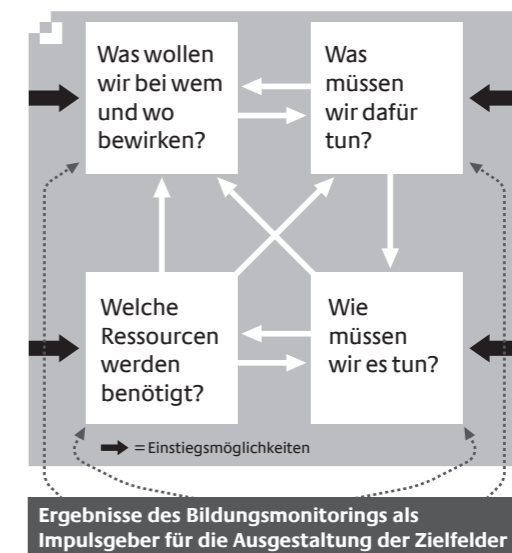 Was wollen
wir bei wem
und wo
bewirken?
Was
müssen
wir dafür
tun?
Welche
Ressourcen
werden
benötigt?
Wie
müssen
wir es tun?
= Einstiegsmöglichkeiten
Ergebnisse des Bildungsmonitorings als
Impulsgeber für die Ausgestaltung der Zielfelder